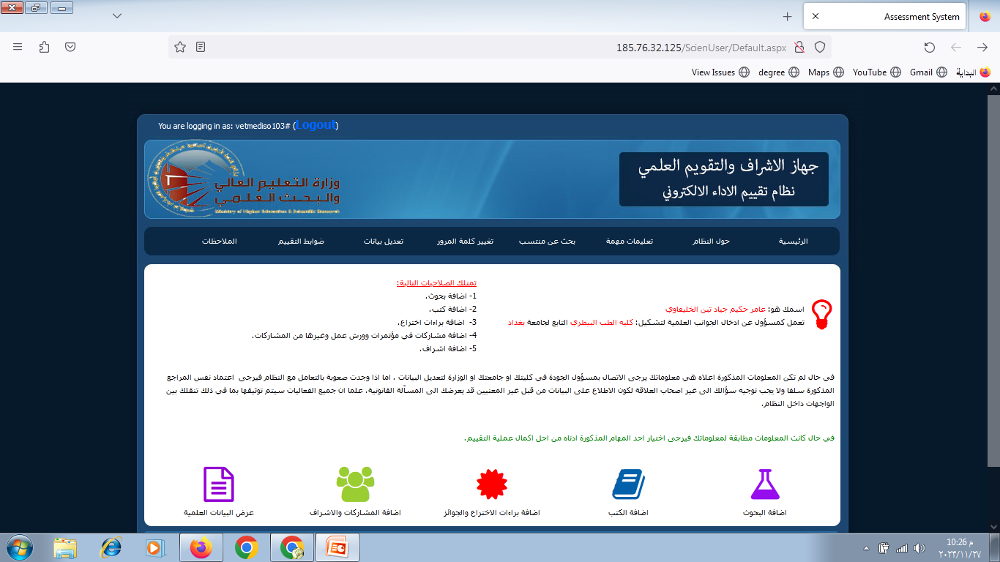 Assessment System
185.76.32.125/ScienUser/Default.aspx
البداية Gmail YouTube Maps degree View Issues
You are logging in as: vetmediso103# (Logout)
وزارة التعليم العالي
والبحث العلمي
Ministry of Higher Education & Scientific Research
جهاز الاشراف والتقويم العلمي
نظام تقييم الاداء الالكتروني
الرئيسية حول النظام تعليمات مهمة بحث عن منتسب تغيير كلمة المرور تعديل بيانات ضوابط التقييم الملاحظات
اسمك هو: عامر حكيم جياد تبن الخليفاوي
تعمل كمسؤول عن ادخال الجوانب العلمية لتشكيل: كليه الطب البيطري التابع لجامعة بغداد
تمتلك الصلاحيات التالية:
1- اضافة بحوث.
2- اضافة كتب.
3- اضافة براءات اختراع.
4- اضافة مشاركات في مؤتمرات وورش عمل وغيرها من المشاركات.
5- اضافة اشراف.
في حال لم تكن المعلومات المذكورة اعلاه هي معلوماتك يرجى الاتصال بمسؤول الجودة في كليتك او جامعتك او الوزارة لتعديل البيانات . اما اذا وجدت صعوبة بالتعامل مع النظام فيرجى اعتماد نفس المراجع
المذكورة سلفا ولا يجب توجيه سؤالك الى غير اصحاب العلاقة لكون الاطلاع على البيانات من قبل غير المعنيين قد يعرضك الى المسألة القانونية. علما ان جميع الفعاليات سيتم توثيقها بما في ذلك تنقلك بين
الواجهات داخل النظام.
في حال كانت المعلومات مطابقة لمعلوماتك فيرجى اختيار احد المهام المذكورة ادناه من اجل اكمال عملية التقييم.
اضافة البحوث
اضافة الكتب
اضافة براءات الاختراع والجوائز
اضافة المشاركات والاشراف
عرض البيانات العلمية
10:26 م
٢٠٢٣/١١/٢٧